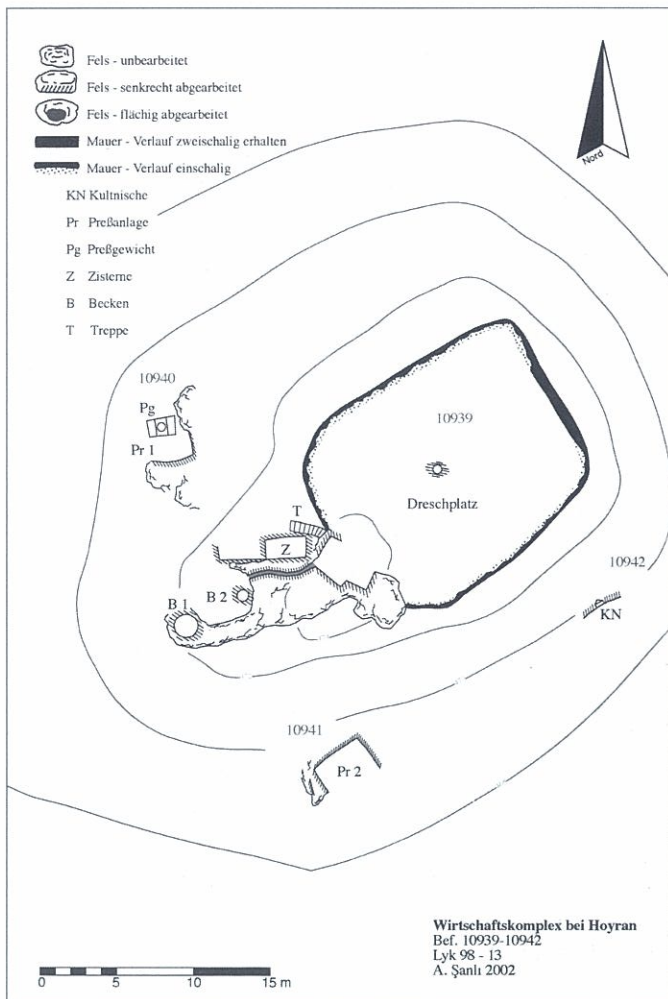 Fels - unbearbeitet
Fels - senkrecht abgearbeitet
Fels - flächig abgearbeitet
Mauer - Verlauf zweischalig erhalten
Mauer - Verlauf einschalig
KN Kultnische
Pr Preßanlage
Pg Preßgewicht
Z Zisterne
B Becken
T Treppe
Nord
10940
Pg
Pr 1
10939
Dreschplatz
T
Z
10942
KN
B 2
B 1
10941
Pr 2
Wirtschaftskomplex bei Hoyran
Bef. 10939-10942
Lyk 98 - 13
A. Şanlı 2002
0 5 10 15 m